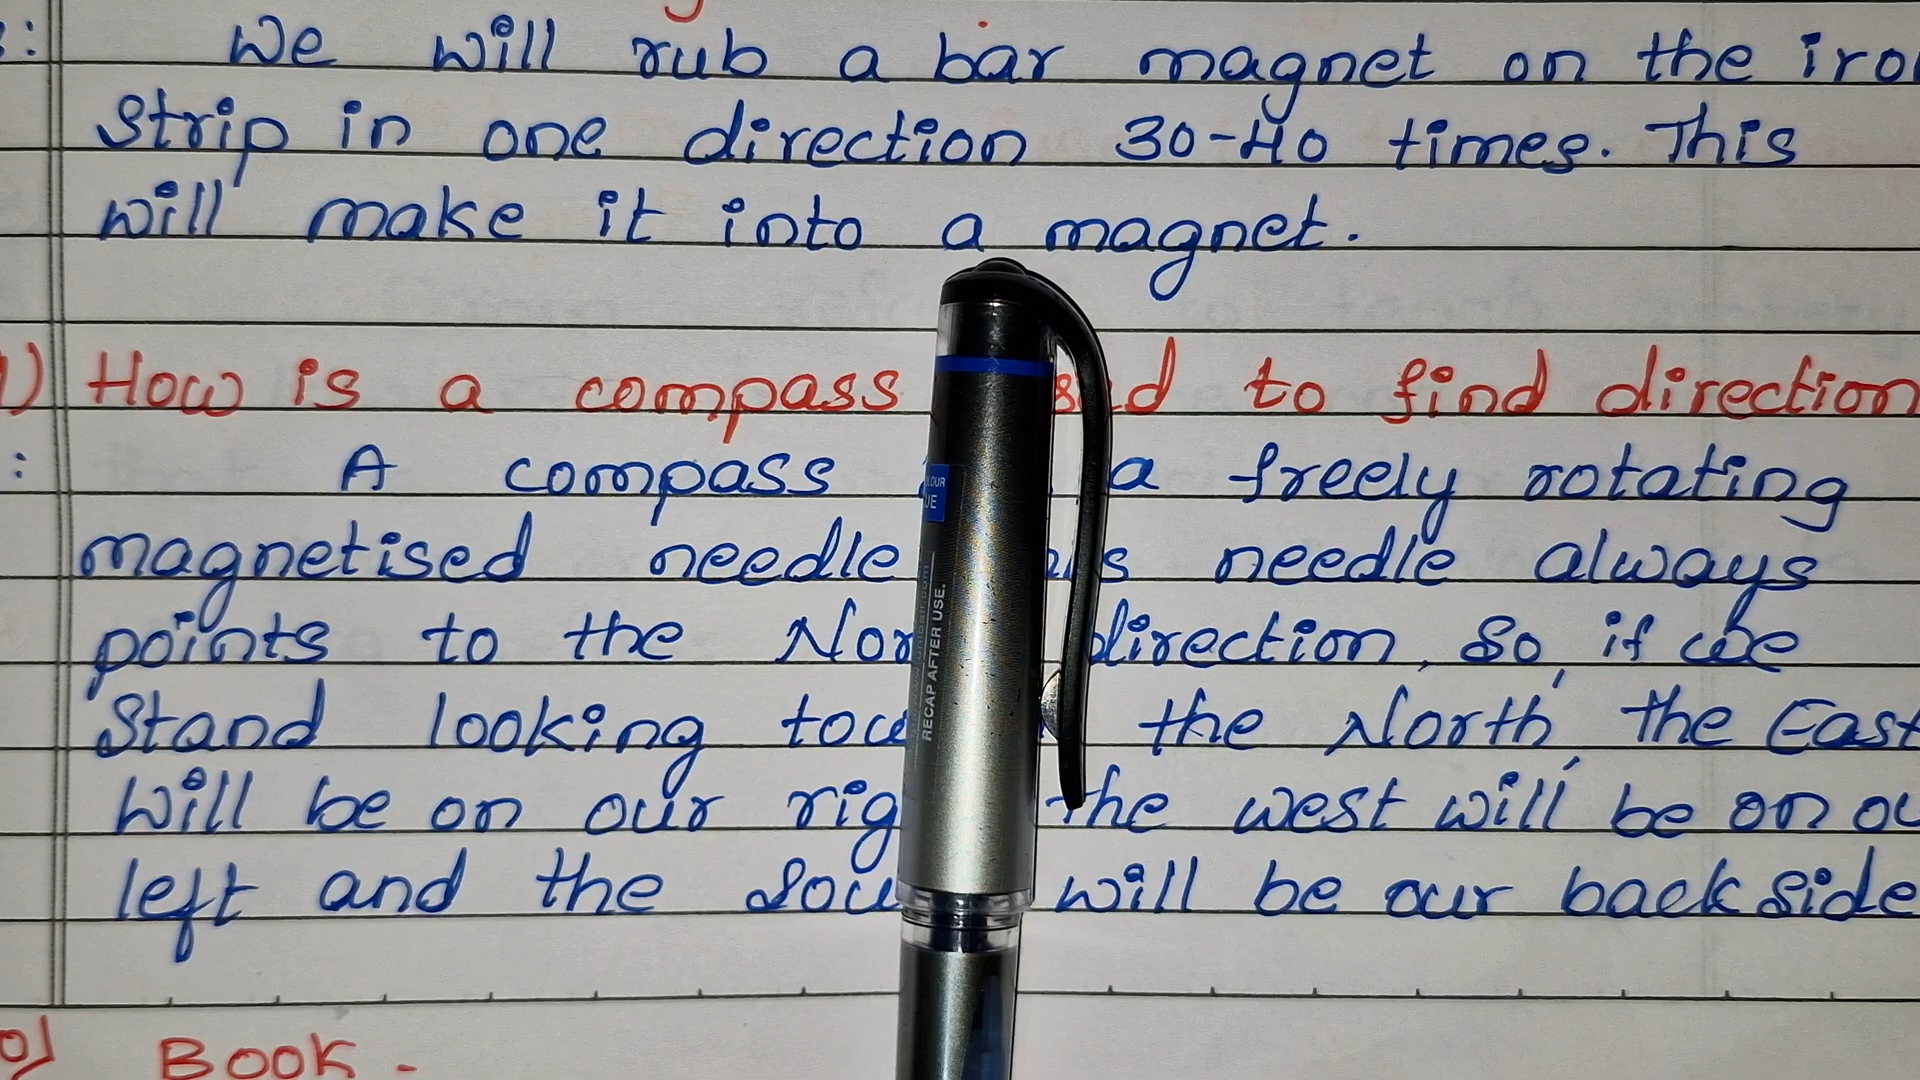 We will rub a bar magnet on the
Strip in one direction 30-40 times. This
will make it into a magnet.
How is a compass to find direction
A compass a freely rotating
magnetised needle needle always
points to the direction, So, if we
Stand looking the North, the East
will be on our the west will be on
left and the will be our back side
Book.
RECAP AFTER USE.